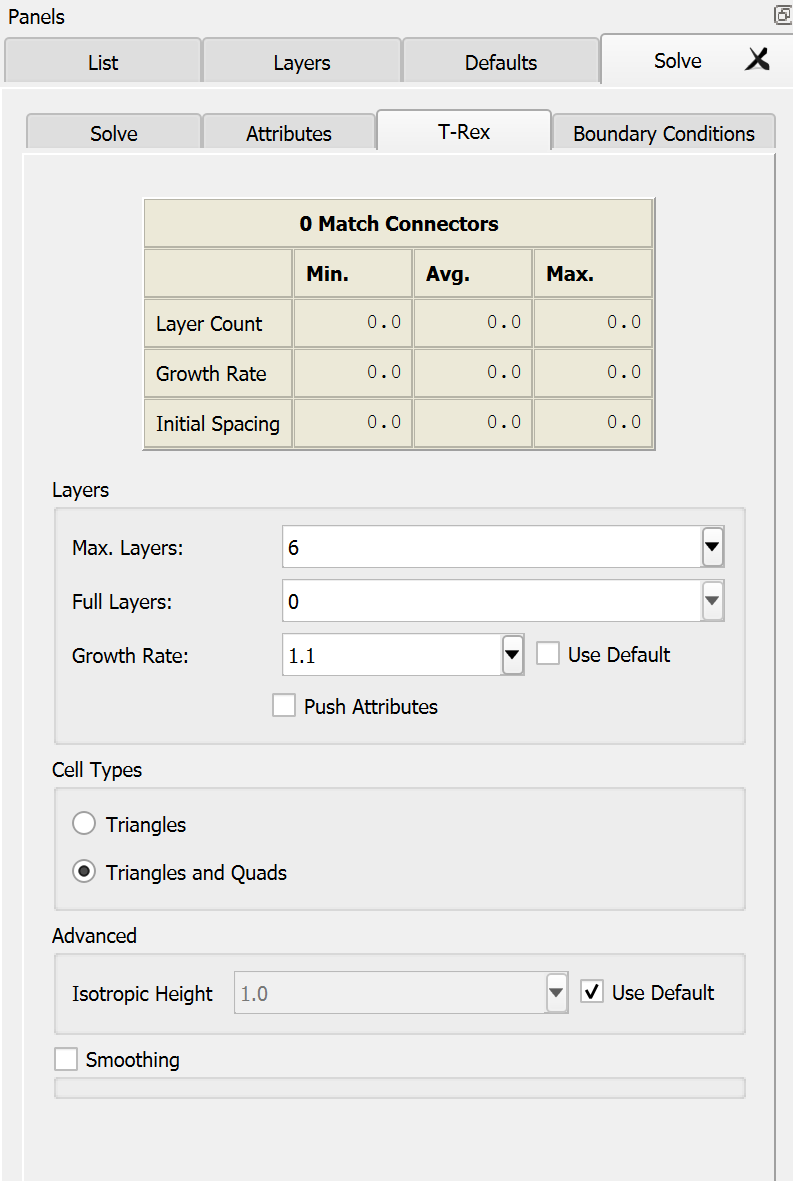 Panels
List Layers Defaults Solve
Solve Attributes T-Rex Boundary Conditions
0 Match Connectors
Min. Avg. Max.
Layer Count 0.0 0.0 0.0
Growth Rate 0.0 0.0 0.0
Initial Spacing 0.0 0.0 0.0
Layers
Max. Layers: 6
Full Layers: 0
Growth Rate: 1.1 Use Default
Push Attributes
Cell Types
Triangles
Triangles and Quads
Advanced
Isotropic Height 1.0 Use Default
Smoothing